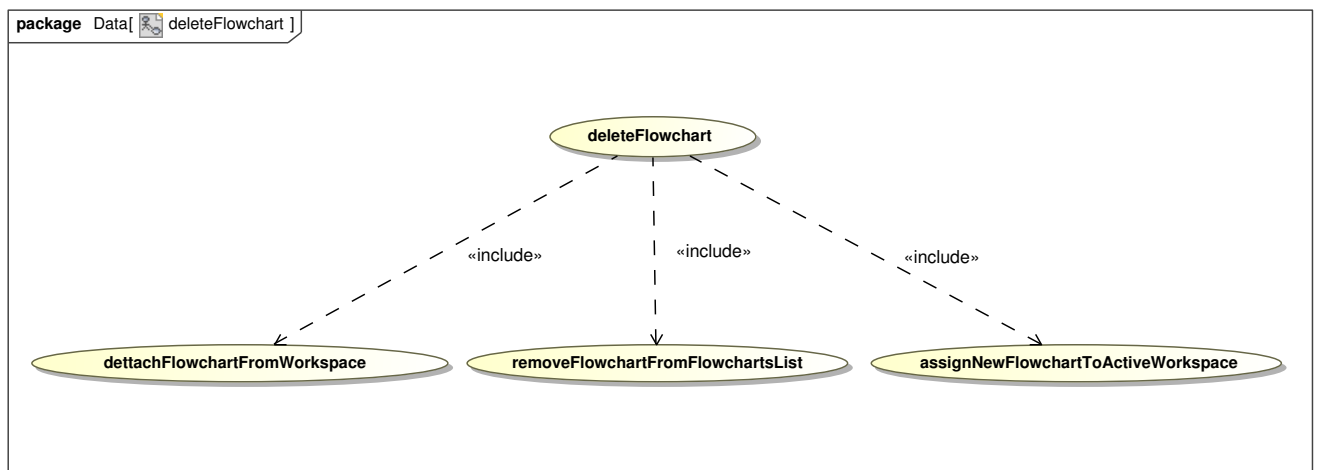 package Data[ deleteFlowchart ]
deleteFlowchart
«include» «include» «include»
dettachFlowchartFromWorkspace removeFlowchartFromFlowchartsList assignNewFlowchartToActiveWorkspace